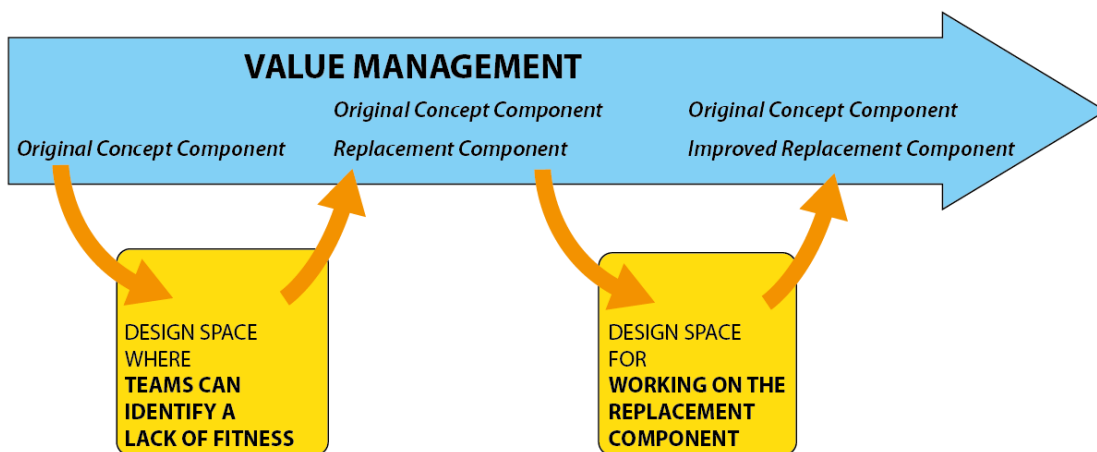 VALUE MANAGEMENT
Original Concept Component
Original Concept Component
Replacement Component
Original Concept Component
Improved Replacement Component
DESIGN SPACE
WHERE
TEAMS CAN
IDENTIFY A
LACK OF FITNESS
DESIGN SPACE
FOR
WORKING ON THE
REPLACEMENT
COMPONENT